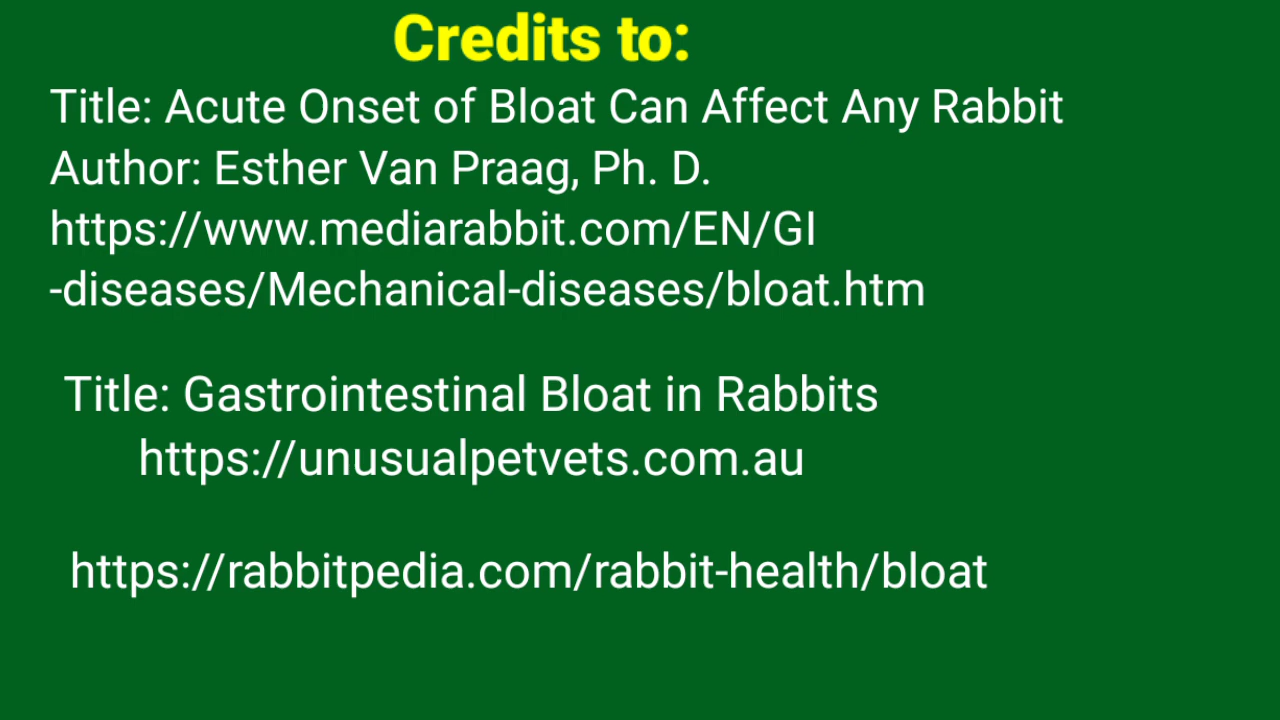 Credits to:
Title: Acute Onset of Bloat Can Affect Any Rabbit
Author: Esther Van Praag, Ph. D.
https://www.mediarabbit.com/EN/GI
-diseases/Mechanical-diseases/bloat.htm
Title: Gastrointestinal Bloat in Rabbits
https://unusualpetvets.com.au
https://rabbitpedia.com/rabbit-health/bloat